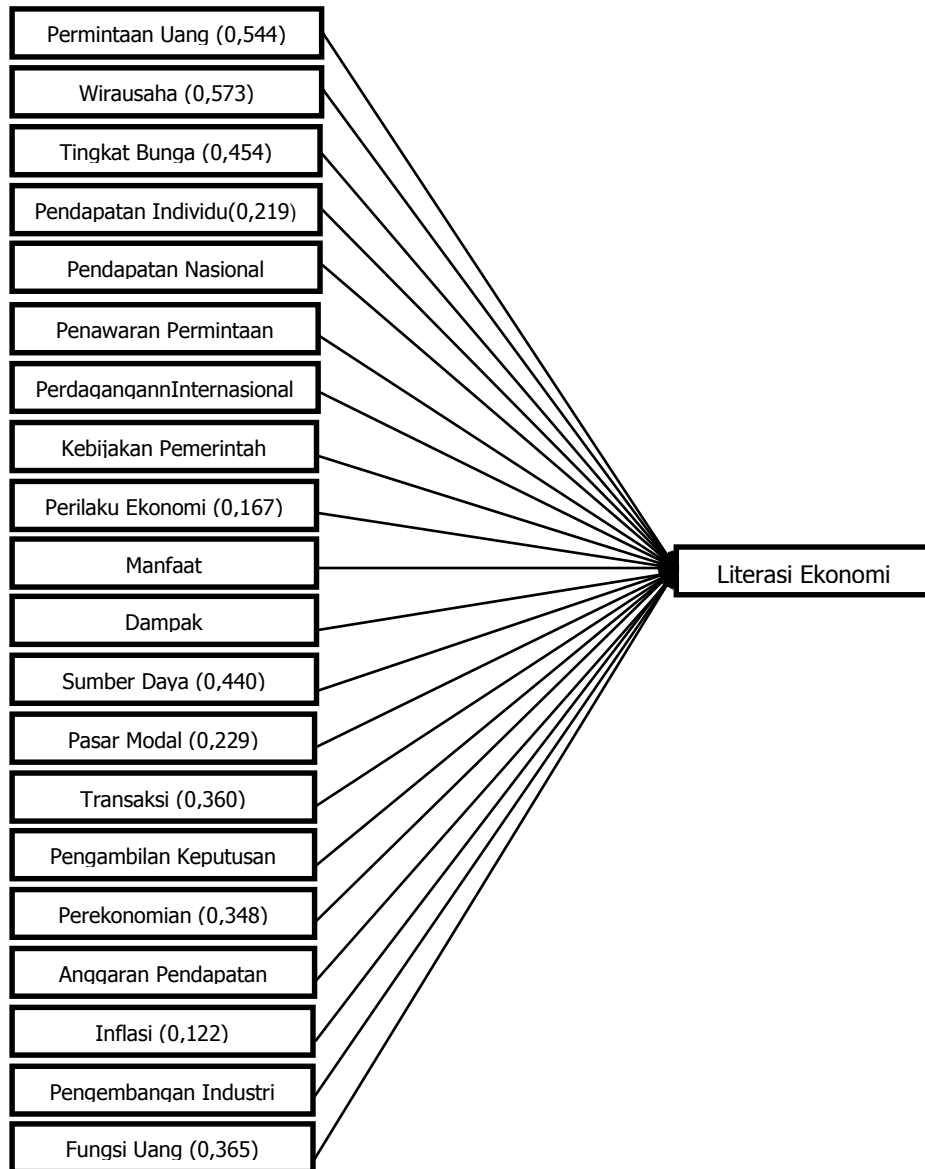 Permintaan Uang (0,544)
Wirausaha (0,573)
Tingkat Bunga (0,454)
Pendapatan Individu(0,219)
Pendapatan Nasional
Penawaran Permintaan
PerdagangannInternasional
Kebijakan Pemerintah
Perilaku Ekonomi (0,167)
Manfaat
Dampak
Sumber Daya (0,440)
Pasar Modal (0,229)
Transaksi (0,360)
Pengambilan Keputusan
Perekonomian (0,348)
Anggaran Pendapatan
Inflasi (0,122)
Pengembangan Industri
Fungsi Uang (0,365)
Literasi Ekonomi